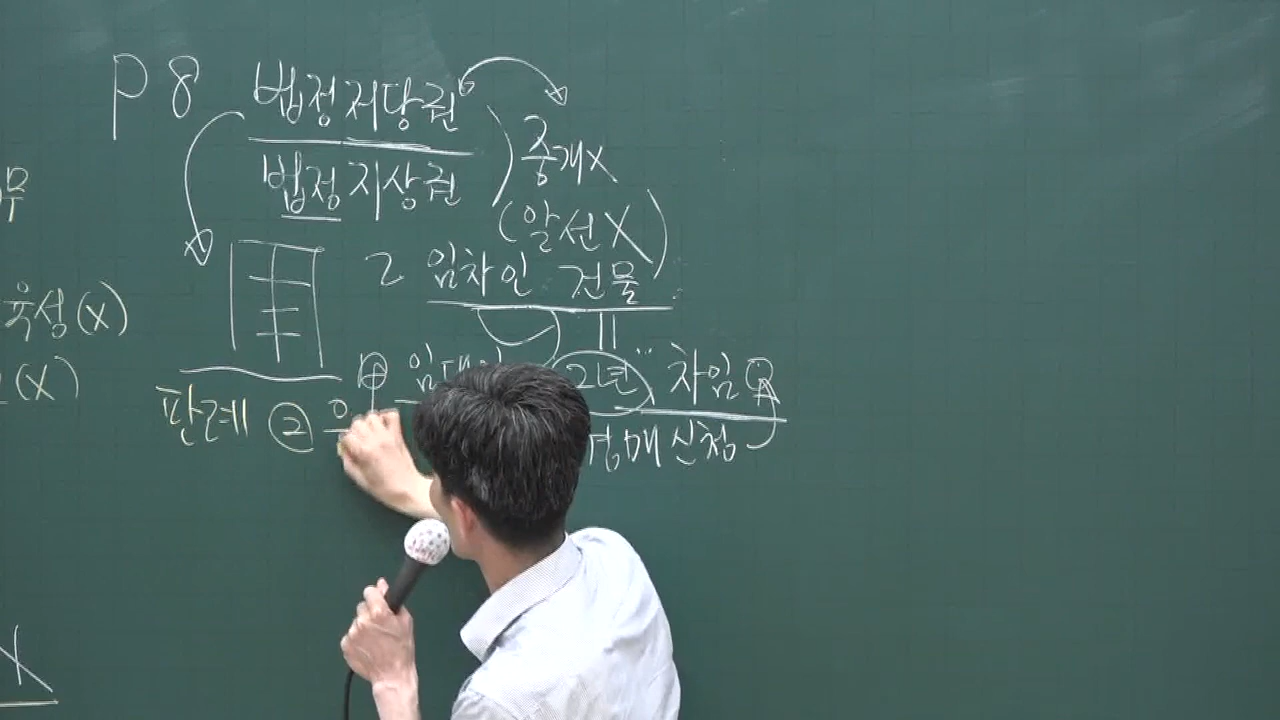 P 8 법정저당권
법정지상권 중개X
(알선X)
2 임차인 건물
2년" 차임
판례 ② 경매신청
육성(X)
(X)
무